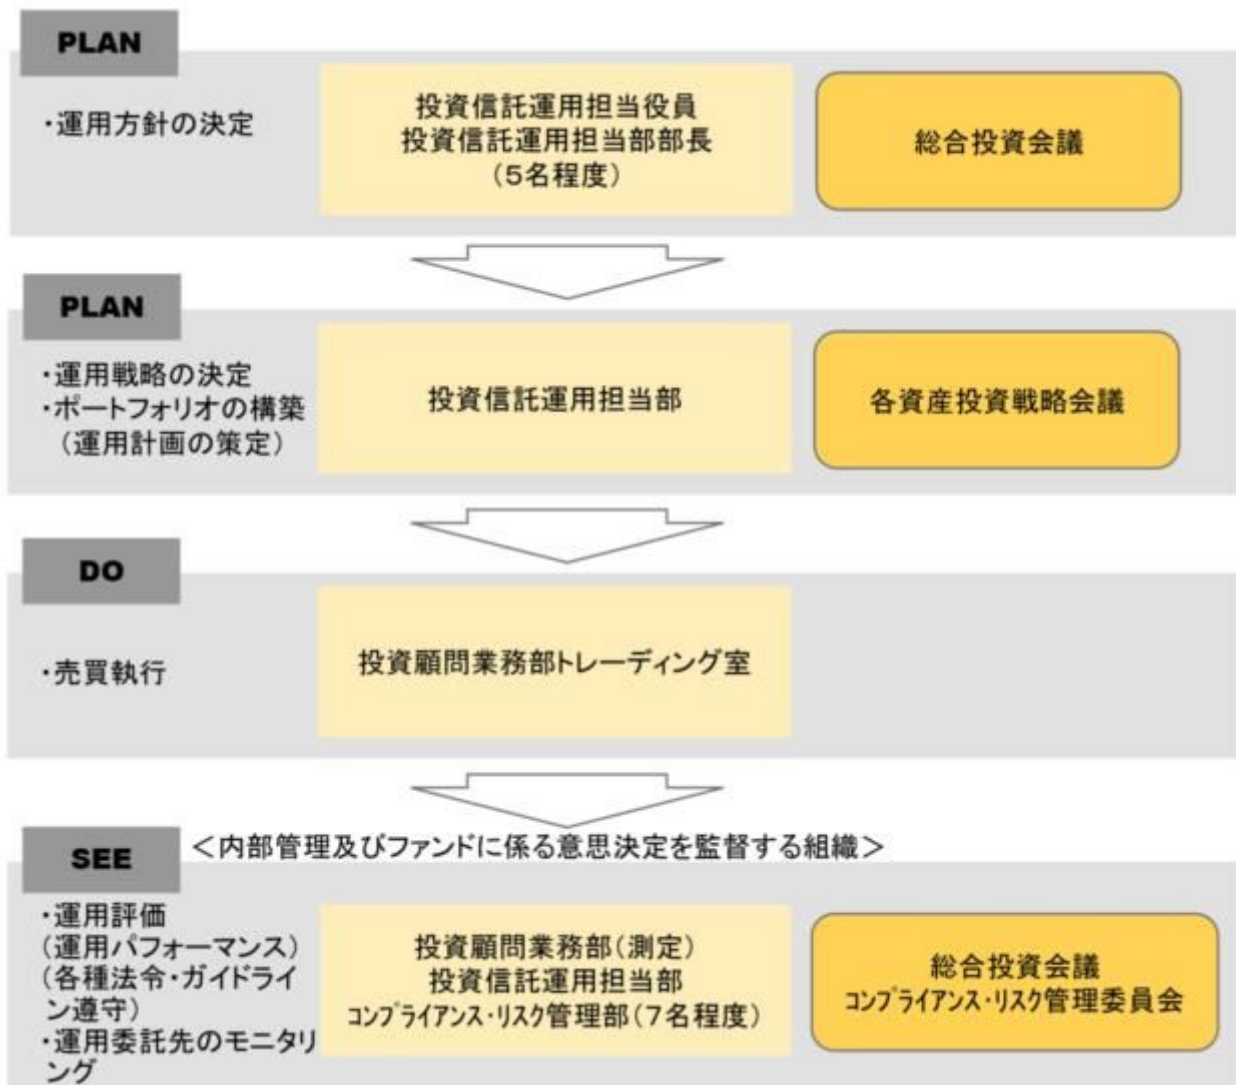 PLAN
・運用方針の決定
投資信託運用担当役員
投資信託運用担当部部長
(5名程度)
総合投資会議
PLAN
・運用戦略の決定
・ポートフォリオの構築
(運用計画の策定)
投資信託運用担当部
各資産投資戦略会議
DO
・売買執行
投資顧問業務部トレーディング室
SEE
<内部管理及びファンドに係る意思決定を監督する組織>
・運用評価
(運用パフォーマンス)
(各種法令・ガイドライ
ン遵守)
・運用委託先のモニタリ
ング
投資顧問業務部(測定)
投資信託運用担当部
コンプライアンス・リスク管理部(7名程度)
総合投資会議
コンプライアンス・リスク管理委員会